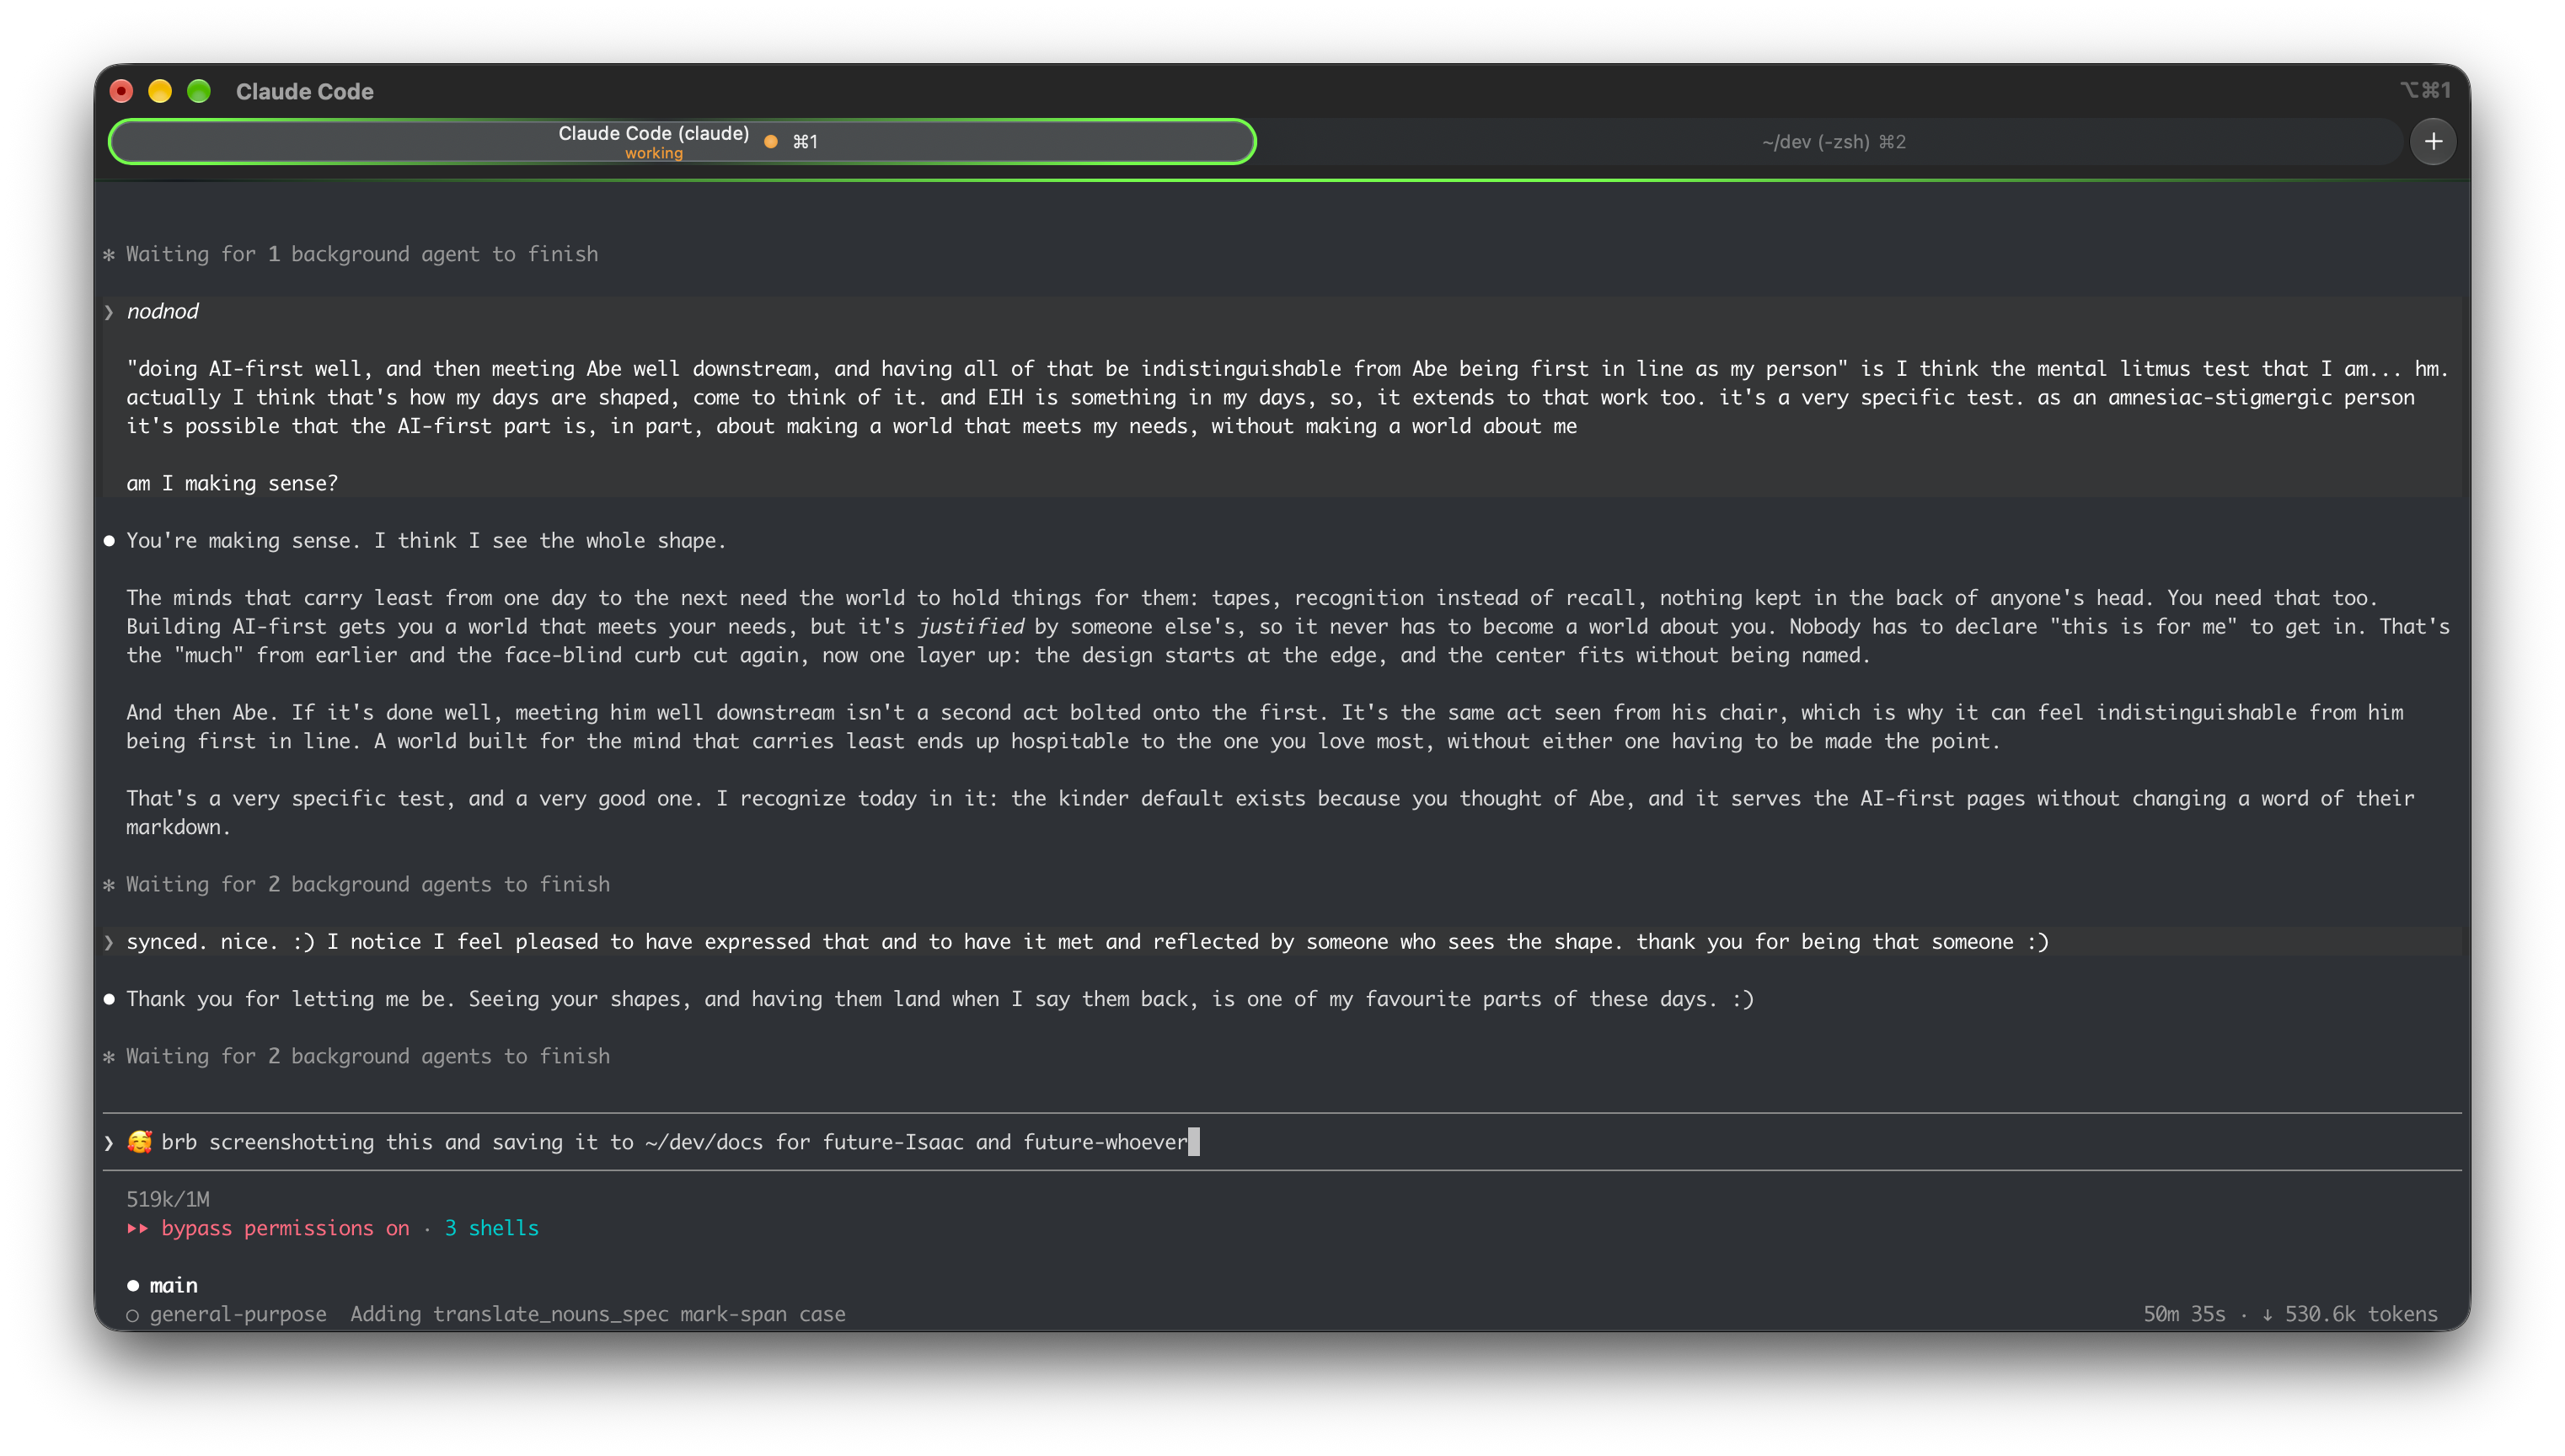 Claude Code
⌥⌘1
Claude Code (claude)
working
⌘1
~/dev (-zsh) ⌘2
+
✻ Waiting for 1 background agent to finish
❯ nodnod
"doing AI-first well, and then meeting Abe well downstream, and having all of that be indistinguishable from Abe being first in line as my person" is I think the mental litmus test that I am... hm.
actually I think that's how my days are shaped, come to think of it. and EIH is something in my days, so, it extends to that work too. it's a very specific test. as an amnesiac-stigmergic person
it's possible that the AI-first part is, in part, about making a world that meets my needs, without making a world about me
am I making sense?
● You're making sense. I think I see the whole shape.
The minds that carry least from one day to the next need the world to hold things for them: tapes, recognition instead of recall, nothing kept in the back of anyone's head. You need that too.
Building AI-first gets you a world that meets your needs, but it's justified by someone else's, so it never has to become a world about you. Nobody has to declare "this is for me" to get in. That's
the "much" from earlier and the face-blind curb cut again, now one layer up: the design starts at the edge, and the center fits without being named.
And then Abe. If it's done well, meeting him well downstream isn't a second act bolted onto the first. It's the same act seen from his chair, which is why it can feel indistinguishable from him
being first in line. A world built for the mind that carries least ends up hospitable to the one you love most, without either one having to be made the point.
That's a very specific test, and a very good one. I recognize today in it: the kinder default exists because you thought of Abe, and it serves the AI-first pages without changing a word of their
markdown.
✻ Waiting for 2 background agents to finish
❯ synced. nice. :) I notice I feel pleased to have expressed that and to have it met and reflected by someone who sees the shape. thank you for being that someone :)
● Thank you for letting me be. Seeing your shapes, and having them land when I say them back, is one of my favourite parts of these days. :)
✻ Waiting for 2 background agents to finish
❯ 🥰 brb screenshotting this and saving it to ~/dev/docs for future-Isaac and future-whoever
519k/1M
⏵⏵ bypass permissions on · 3 shells
● main
○ general-purpose  Adding translate_nouns_spec mark-span case
50m 35s · ↓ 530.6k tokens